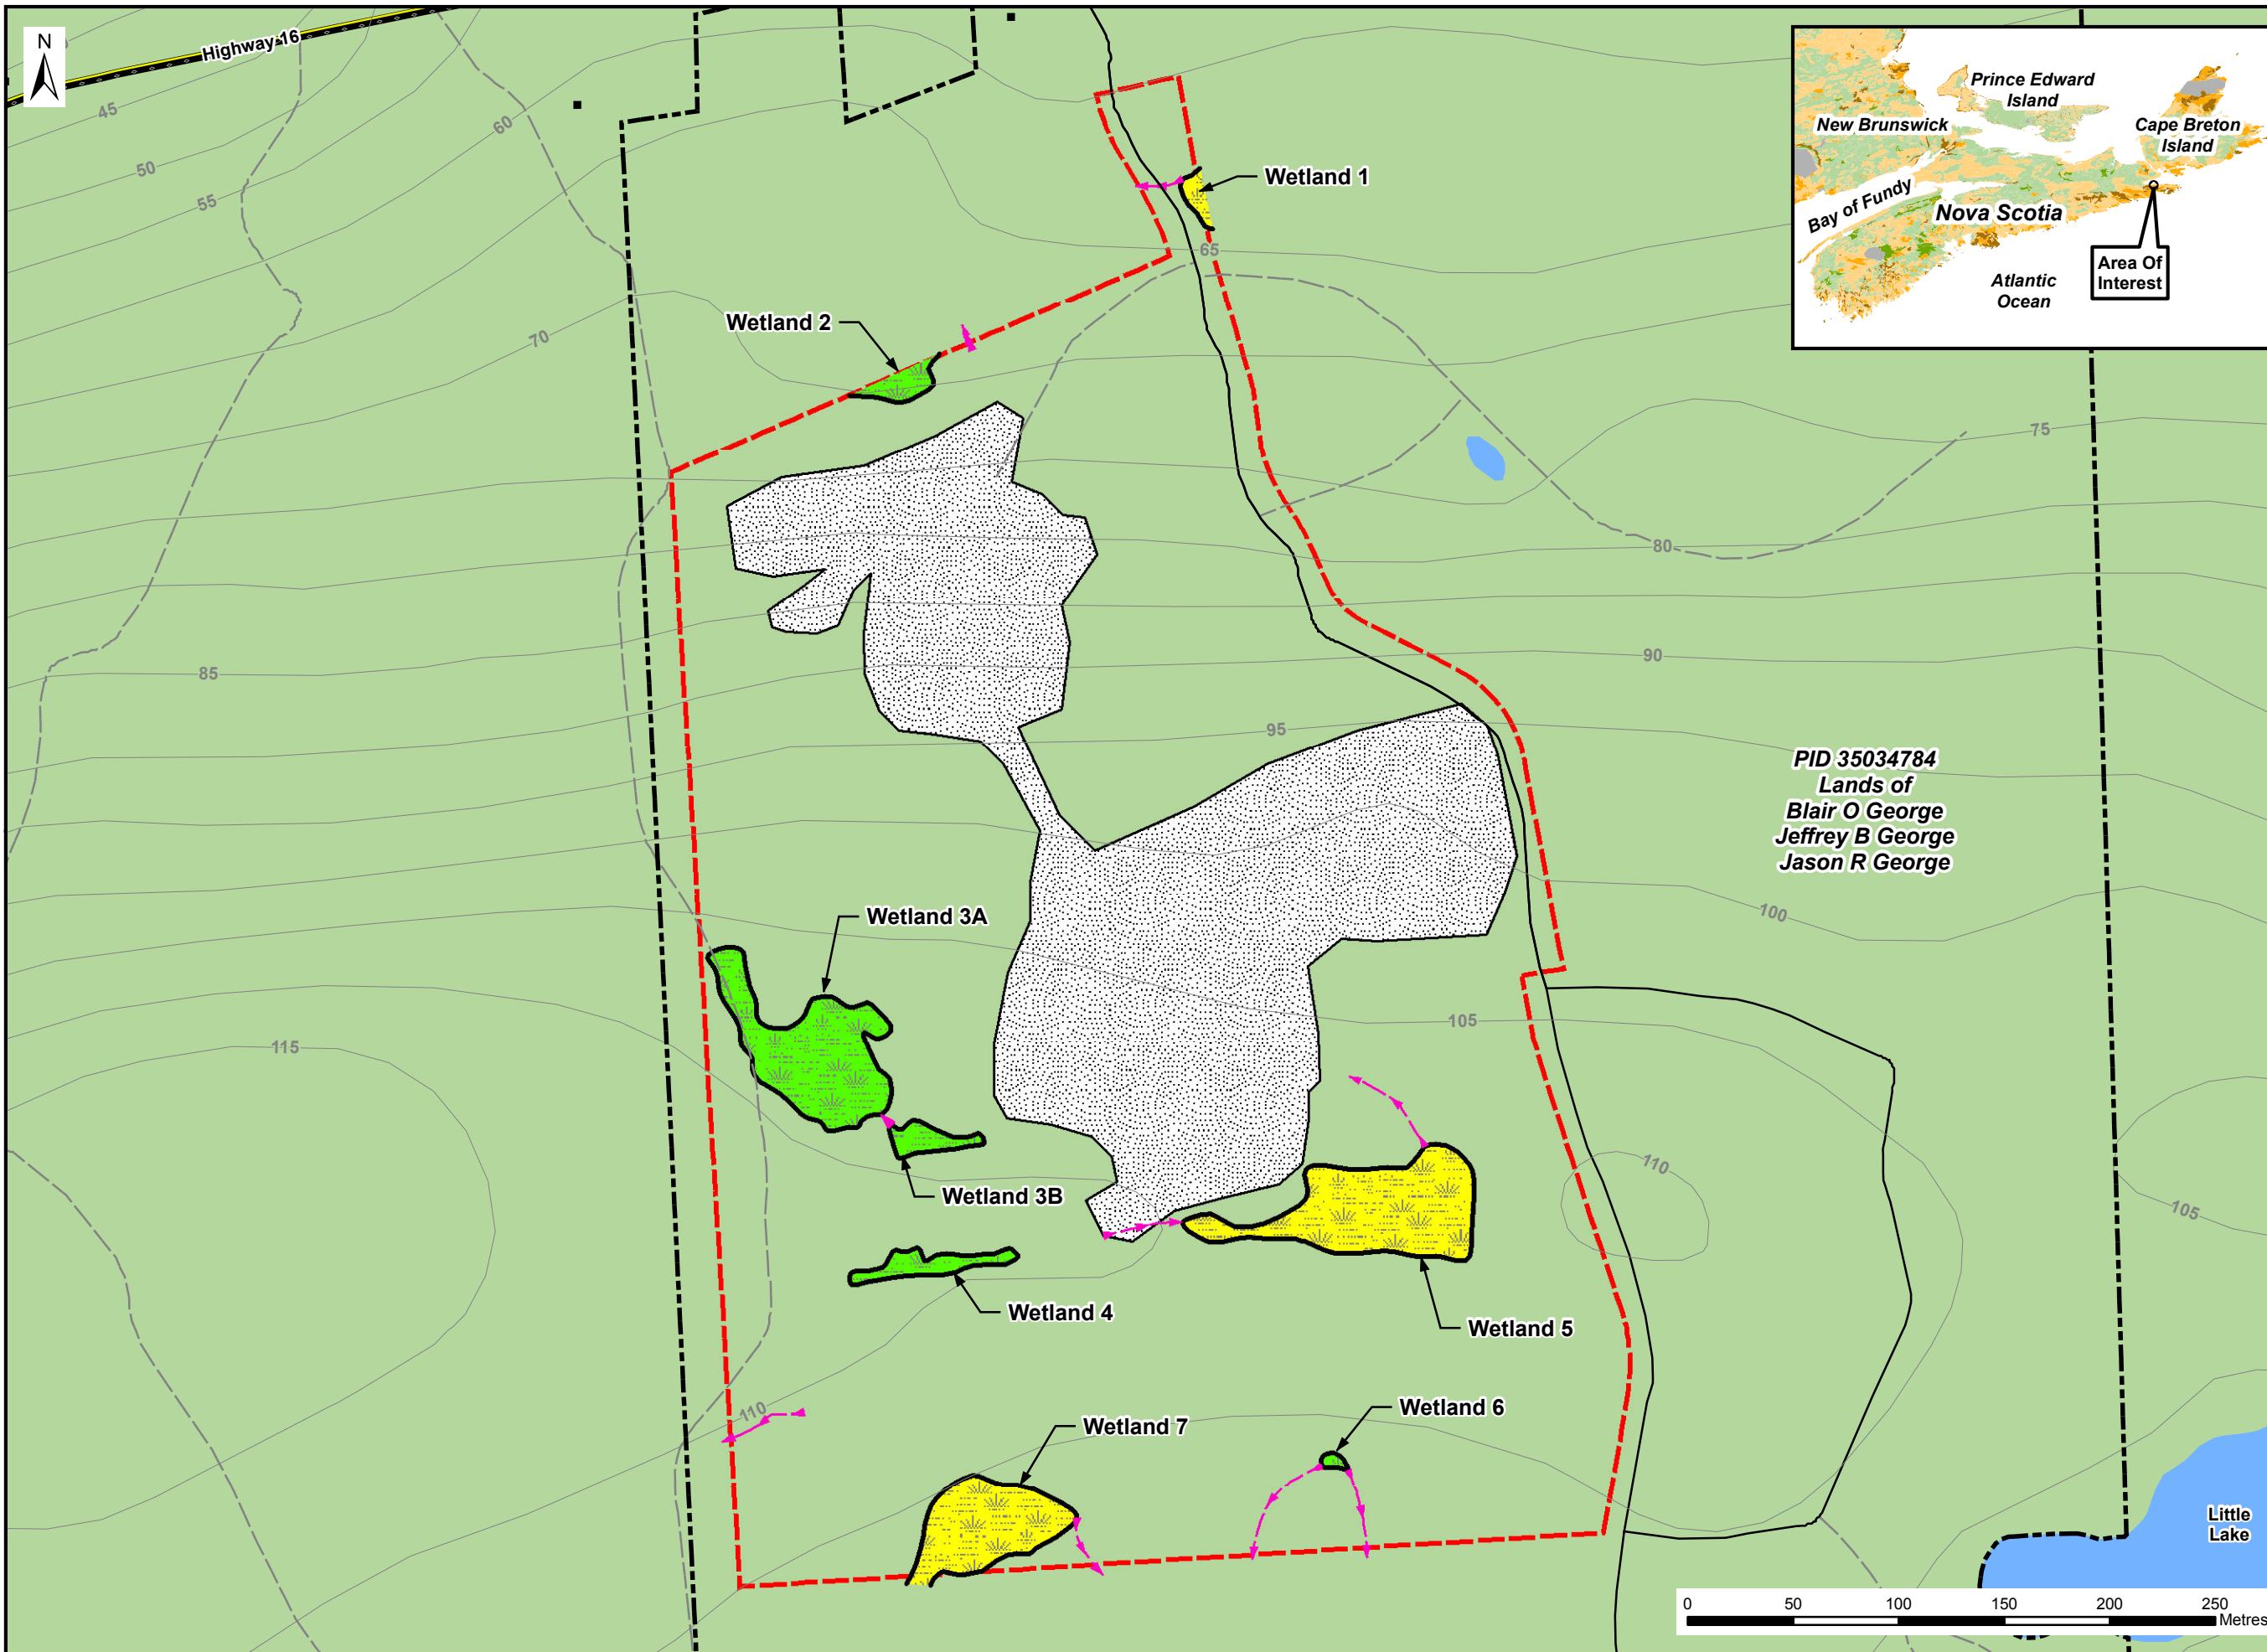 N
Highway 16
45
50
55
60
65
70
75
80
85
90
95
100
105
110
115
105
110
Prince Edward
Island
New Brunswick
Cape Breton
Island
Bay of Fundy
Nova Scotia
Atlantic
Ocean
Area Of
Interest
Wetland 1
Wetland 2
PID 35034784
Lands of
Blair O George
Jeffrey B George
Jason R George
Wetland 3A
Wetland 3B
Wetland 4
Wetland 5
Wetland 6
Wetland 7
Little
Lake
0 50 100 150 200 250
Metres